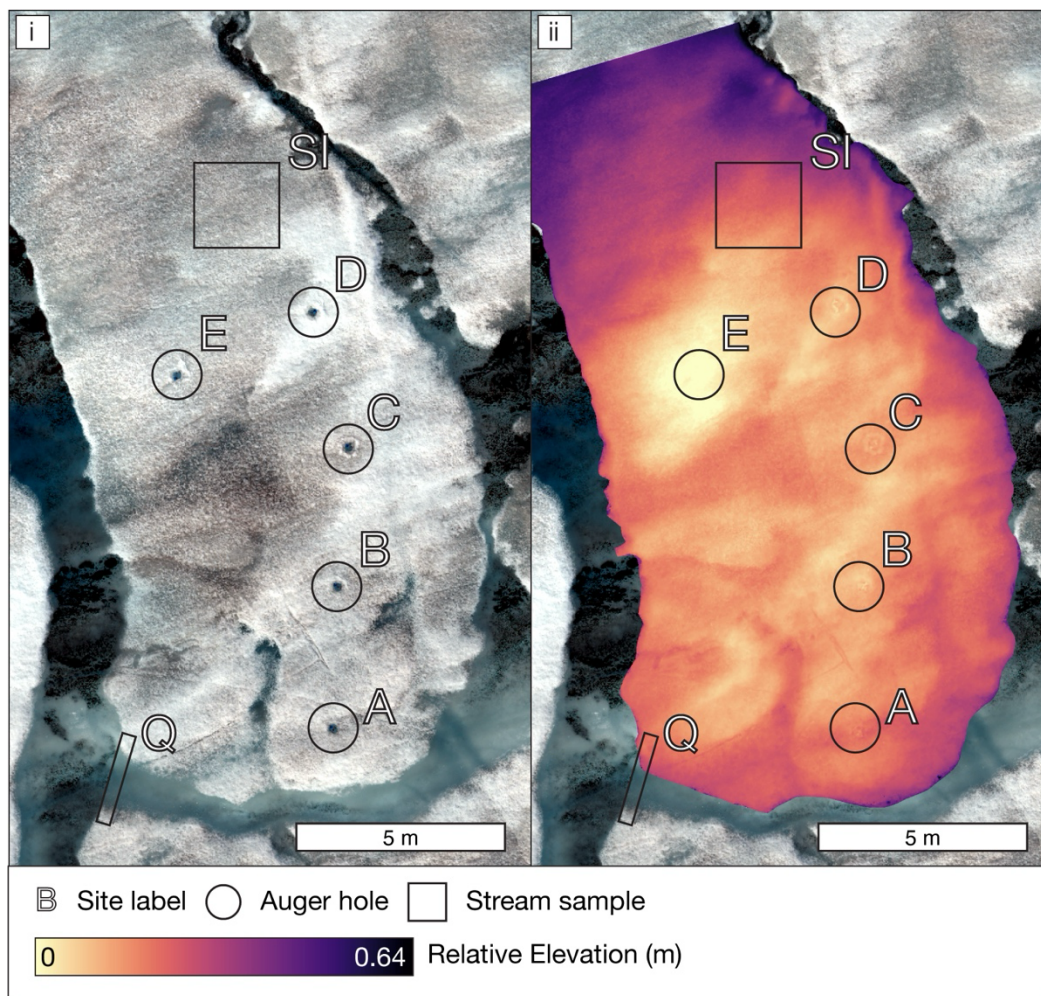 i
SI
D
E
C
B
A
Q
5 m
ii
SI
D
E
C
B
A
Q
5 m
B Site label Auger hole Stream sample
0 0.64 Relative Elevation (m)